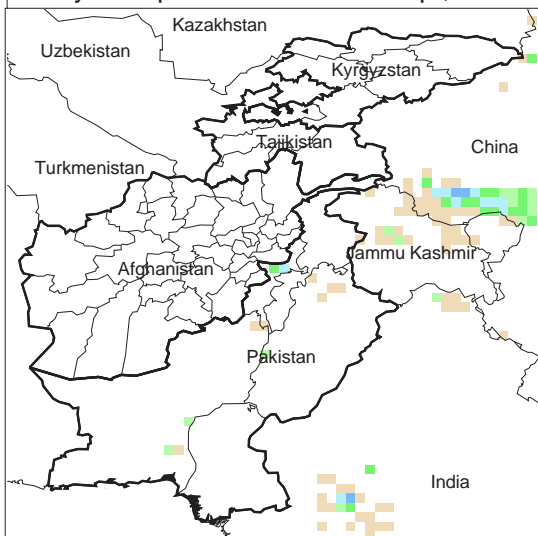 Kazakhstan
Uzbekistan
Kyrgyzstan
Tajikistan
China
Turkmenistan
Jammu Kashmir
Afghanistan
Pakistan
India